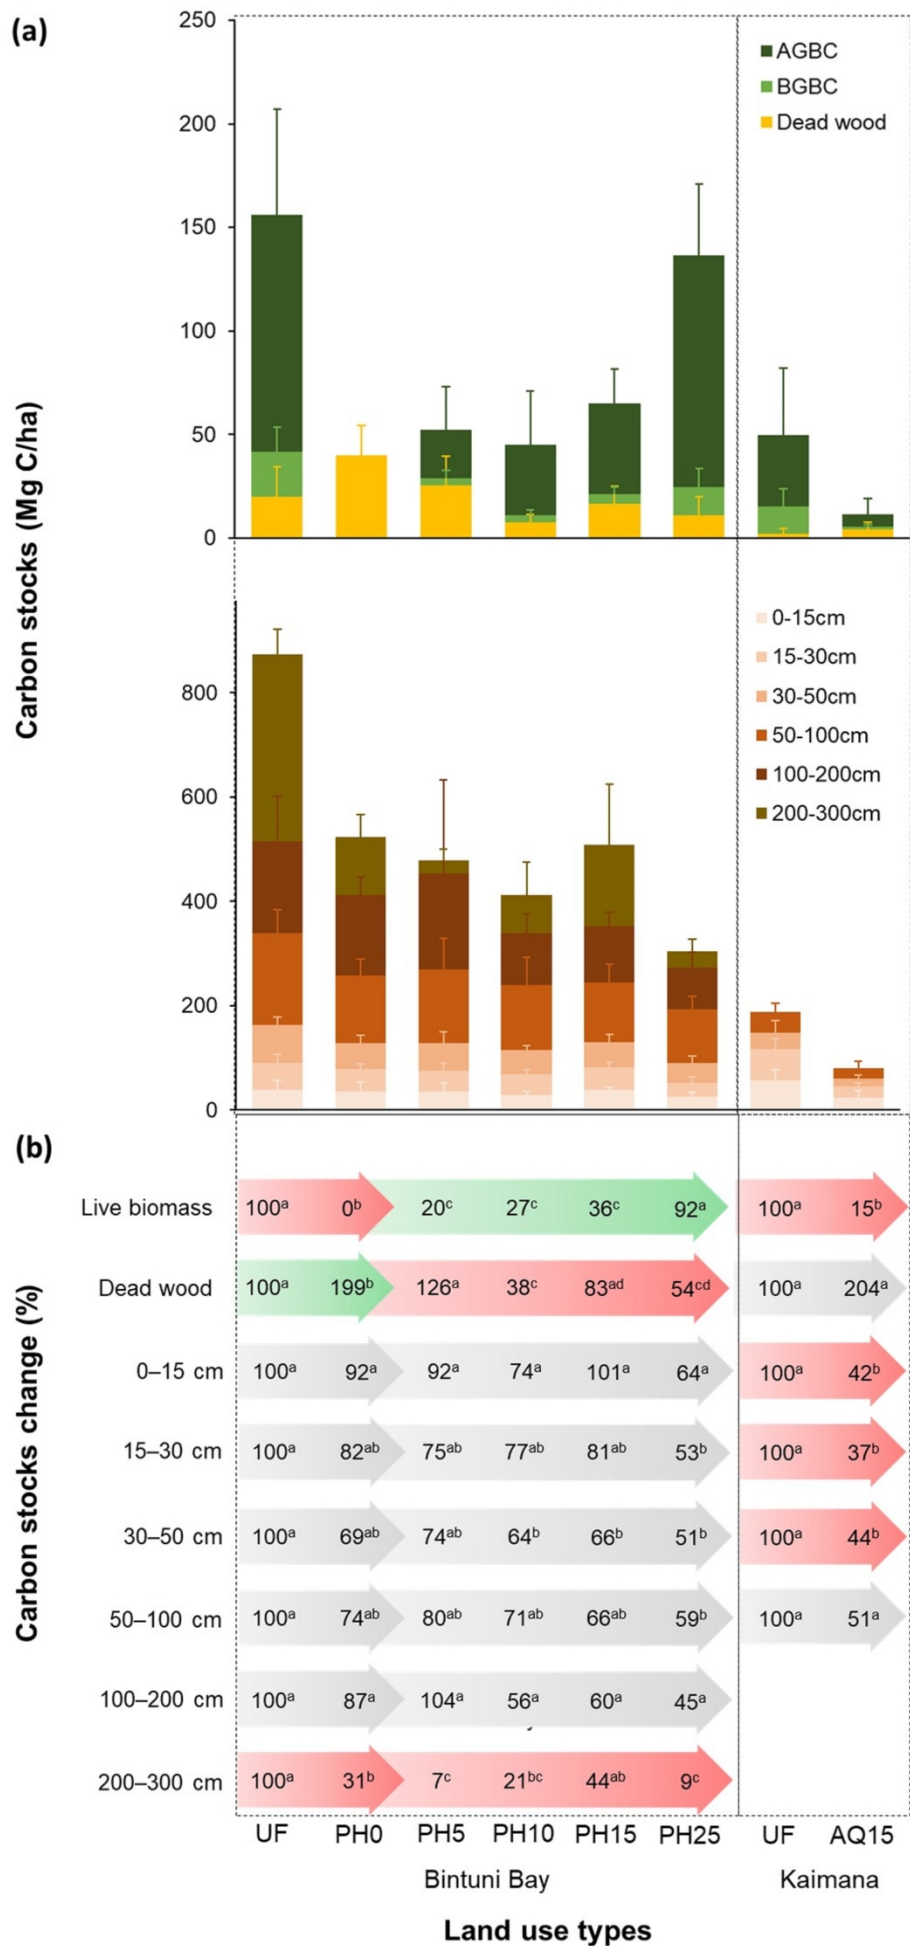 (a)
250
200
150
100
50
0
AGBC
BGBC
Dead wood
Carbon stocks (Mg C/ha)
800
600
400
200
0
0-15cm
15-30cm
30-50cm
50-100cm
100-200cm
200-300cm
(b)
Carbon stocks change (%)
Live biomass 100ᵃ 0ᵇ 20ᶜ 27ᶜ 36ᶜ 92ᵃ 100ᵃ 15ᵇ
Dead wood 100ᵃ 199ᵇ 126ᵃ 38ᶜ 83ᵃᵈ 54ᶜᵈ 100ᵃ 204ᵃ
0–15 cm 100ᵃ 92ᵃ 92ᵃ 74ᵃ 101ᵃ 64ᵃ 100ᵃ 42ᵇ
15–30 cm 100ᵃ 82ᵃᵇ 75ᵃᵇ 77ᵃᵇ 81ᵃᵇ 53ᵇ 100ᵃ 37ᵇ
30–50 cm 100ᵃ 69ᵃᵇ 74ᵃᵇ 64ᵇ 66ᵇ 51ᵇ 100ᵃ 44ᵇ
50–100 cm 100ᵃ 74ᵃᵇ 80ᵃᵇ 71ᵃᵇ 66ᵃᵇ 59ᵇ 100ᵃ 51ᵃ
100–200 cm 100ᵃ 87ᵃ 104ᵃ 56ᵃ 60ᵃ 45ᵃ
200–300 cm 100ᵃ 31ᵇ 7ᶜ 21ᵇᶜ 44ᵃᵇ 9ᶜ
UF PH0 PH5 PH10 PH15 PH25 UF AQ15
Bintuni Bay Kaimana
Land use types